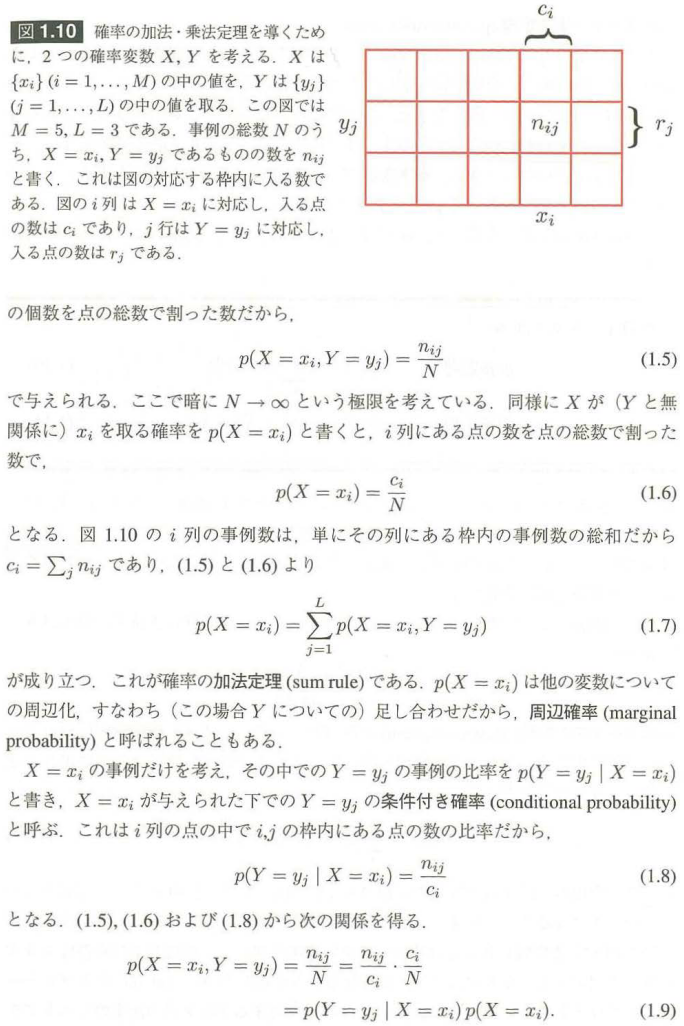 図 1.10 確率の加法・乗法定理を導くため
に，2 つの確率変数 X, Y を考える．X は
{x_i} (i = 1, . . . , M) の中の値を，Y は {y_j}
(j = 1, . . . , L) の中の値を取る．この図では
M = 5, L = 3 である．事例の総数 N のう
ち，X = x_i, Y = y_j であるものの数を n_{ij}
と書く．これは図の対応する枠内に入る数で
ある．図の i 列 は X = x_i に対応し，入る点
の数は c_i であり，j 行は Y = y_j に対応し，
入る点の数は r_j である．
c_i
y_j
n_{ij}
} r_j
x_i
の個数を点の総数で割った数だから，
p(X = x_i, Y = y_j) = \frac{n_{ij}}{N} (1.5)
で与えられる．ここで暗に N → ∞ という極限を考えている．同様に X が（Y と無
関係に）x_i を取る確率を p(X = x_i) と書くと，i 列にある点の数を点の総数で割った
数で，
p(X = x_i) = \frac{c_i}{N} (1.6)
となる．図 1.10 の i 列の事例数は，単にその列にある枠内の事例数の総和だから
c_i = ∑_j n_{ij} であり，(1.5) と (1.6) より
p(X = x_i) = \sum_{j=1}^{L} p(X = x_i, Y = y_j) (1.7)
が成り立つ．これが確率の加法定理 (sum rule) である．p(X = x_i) は他の変数について
の周辺化，すなわち（この場合 Y についての）足し合わせだから，周辺確率 (marginal
probability) と呼ばれることもある．
X = x_i の事例だけを考え，その中での Y = y_j の事例の比率を p(Y = y_j | X = x_i)
と書き，X = x_i が与えられた下での Y = y_j の条件付き確率 (conditional probability)
と呼ぶ．これは i 列の点の中で i,j の枠内にある点の数の比率だから，
p(Y = y_j | X = x_i) = \frac{n_{ij}}{c_i} (1.8)
となる．(1.5), (1.6) および (1.8) から次の関係を得る．
p(X = x_i, Y = y_j) = \frac{n_{ij}}{N} = \frac{n_{ij}}{c_i} · \frac{c_i}{N}
= p(Y = y_j | X = x_i) p(X = x_i). (1.9)